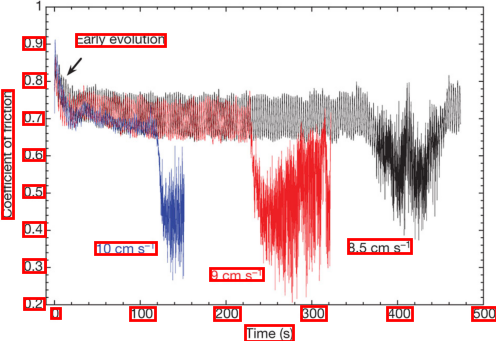 1
0.9
Early evolution
0.8
0.7
Coefficient of friction
0.6
0.5
0.4
10 cm s⁻¹
9 cm s⁻¹
8.5 cm s⁻¹
0.3
0.2
0 100 200 300 400 500
Time (s)